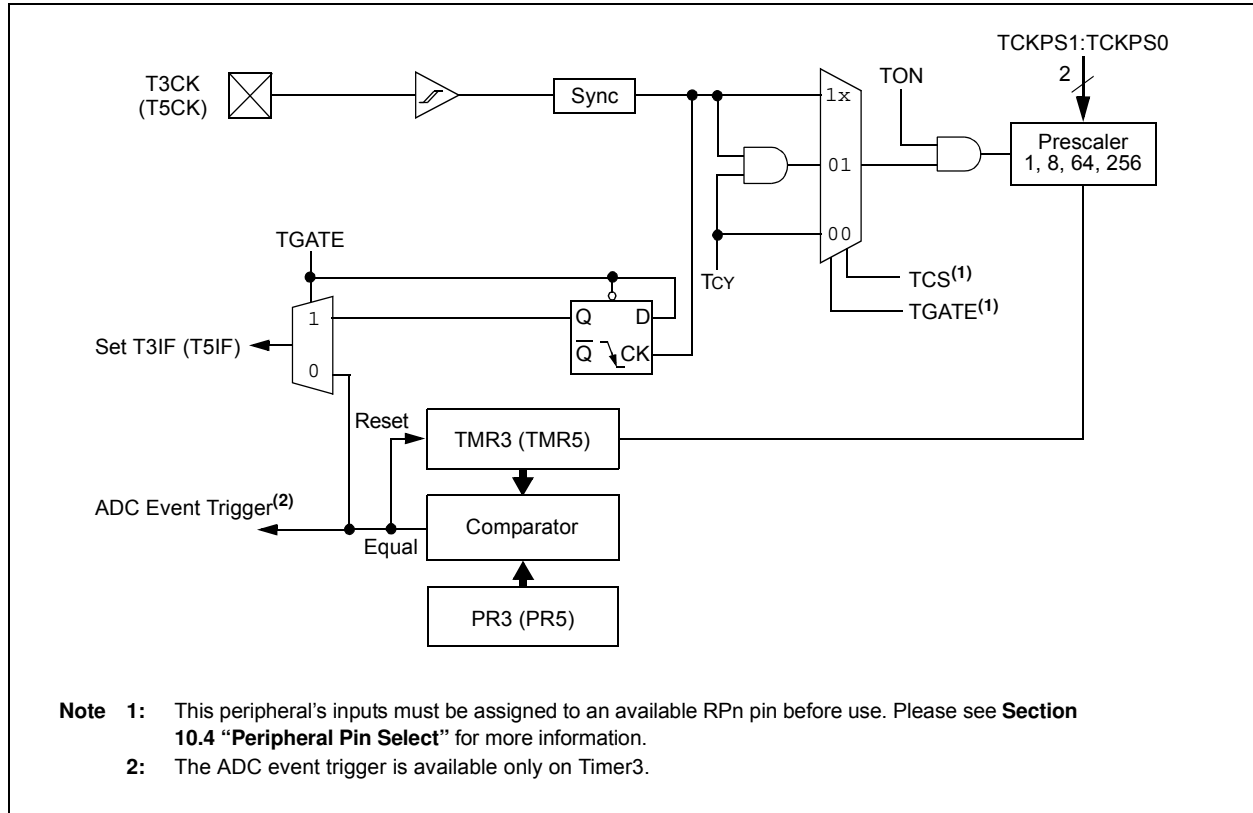 TCKPS1:TCKPS0
2
TON
T3CK
(T5CK)
Sync
1x
Prescaler
1, 8, 64, 256
01
00
TGATE
TCY
TCS(1)
TGATE(1)
1
Q D
Set T3IF (T5IF)
Q CK
0
Reset
TMR3 (TMR5)
ADC Event Trigger(2)
Comparator
Equal
PR3 (PR5)
Note 1: This peripheral’s inputs must be assigned to an available RPn pin before use. Please see Section
10.4 “Peripheral Pin Select” for more information.
2: The ADC event trigger is available only on Timer3.